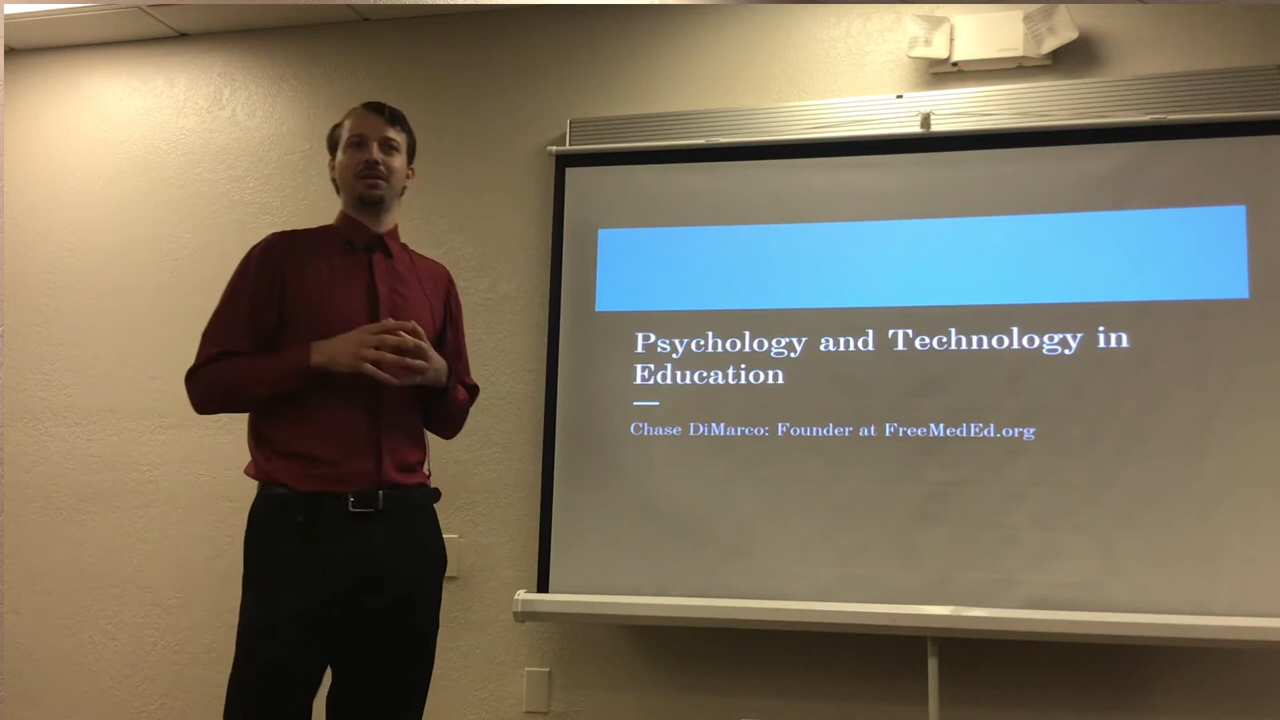 Psychology and Technology in
Education
Chase DiMarco: Founder at FreeMedEd.org